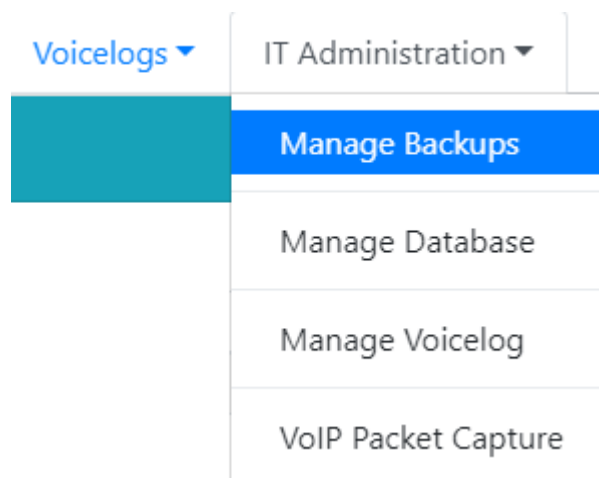 Voicelogs IT Administration
Manage Backups
Manage Database
Manage Voicelog
VoIP Packet Capture